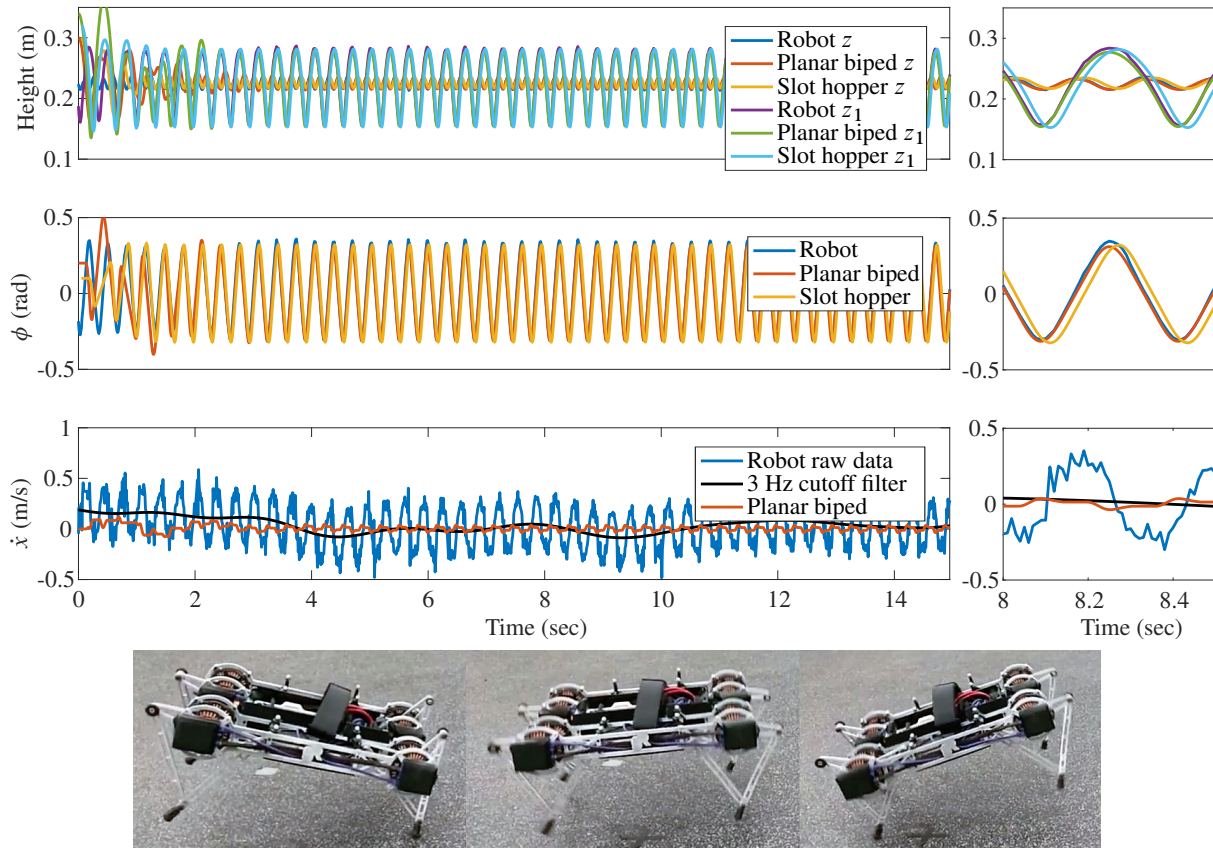 Height (m)
0.3
0.2
0.1
Robot z
Planar biped z
Slot hopper z
Robot z₁
Planar biped z₁
Slot hopper z₁
0.3
0.2
0.1
ϕ (rad)
0.5
0
-0.5
Robot
Planar biped
Slot hopper
0.5
0
-0.5
ẋ (m/s)
1
0.5
0
-0.5
Robot raw data
3 Hz cutoff filter
Planar biped
0 2 4 6 8 10 12 14
Time (sec)
0.5
0
-0.5
8 8.2 8.4
Time (sec)